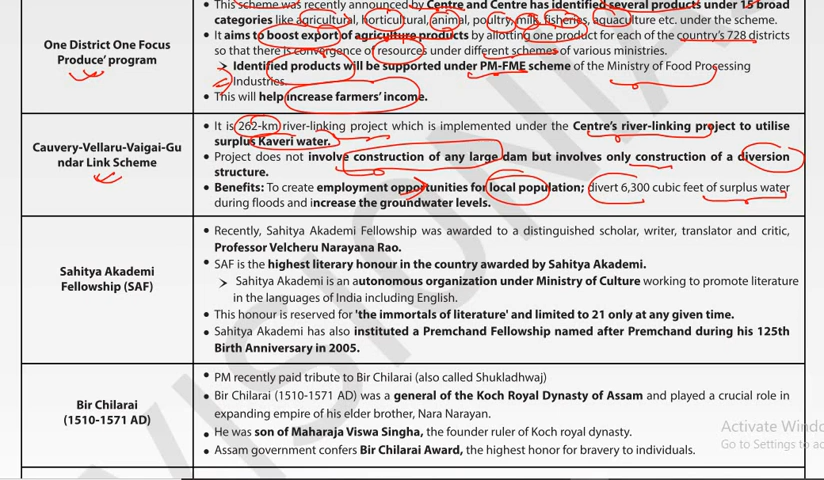 This scheme was recently announced by Centre and Centre has identified several products under 15 broad
categories like agricultural, horticultural, animal, poultry, milk, fisheries, aquaculture etc. under the scheme.
It aims to boost export of agriculture products by alloting one product for each of the country's 728 districts
so that there is convergence of resources under different schemes of various ministries.
One District One Focus
Produce' program
➢ Identified products will be supported under PM-FME scheme of the Ministry of Food Processing
Industries.
• This will help increase farmers' income.
• It is 262-km river-linking project which is implemented under the Centre's river-linking project to utilise
surplus Kaveri water.
Cauvery-Vellaru-Vaigai-Gu
ndar Link Scheme
• Project does not involve construction of any large dam but involves only construction of a diversion
structure.
• Benefits: To create employment opportunities for local population; divert 6,300 cubic feet of surplus water
during floods and increase the groundwater levels.
• Recently, Sahitya Akademi Fellowship was awarded to a distinguished scholar, writer, translator and critic,
Professor Velcheru Narayana Rao.
Sahitya Akademi
Fellowship (SAF)
• SAF is the highest literary honour in the country awarded by Sahitya Akademi.
➢ Sahitya Akademi is an autonomous organization under Ministry of Culture working to promote literature
in the languages of India including English.
• This honour is reserved for 'the immortals of literature' and limited to 21 only at any given time.
• Sahitya Akademi has also instituted a Premchand Fellowship named after Premchand during his 125th
Birth Anniversary in 2005.
Bir Chilarai
(1510-1571 AD)
• PM recently paid tribute to Bir Chilarai (also called Shukladhwaj)
• Bir Chilarai (1510-1571 AD) was a general of the Koch Royal Dynasty of Assam and played a crucial role in
expanding empire of his elder brother, Nara Narayan.
• He was son of Maharaja Viswa Singha, the founder ruler of Koch royal dynasty.
• Assam government confers Bir Chilarai Award, the highest honor for bravery to individuals.
Activate Windo
Go to Settings to ac